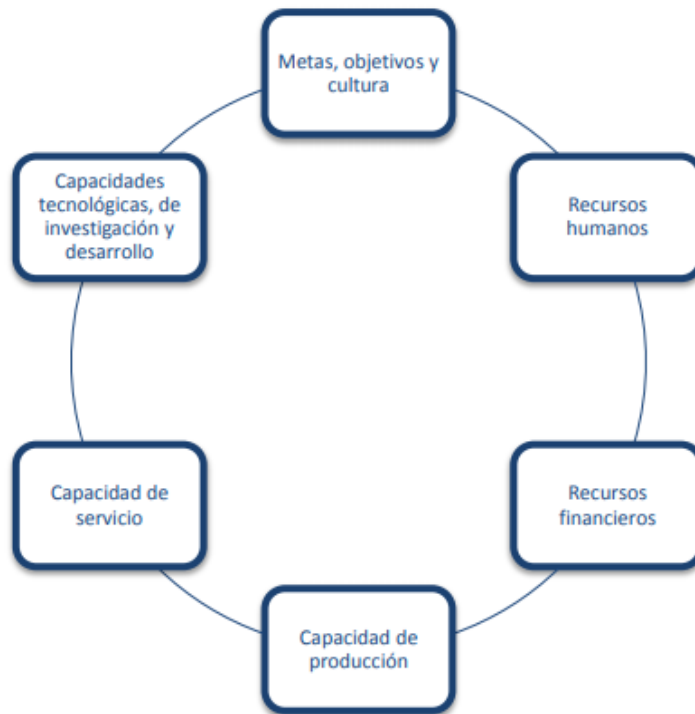 Metas, objetivos y
cultura
Recursos
humanos
Recursos
financieros
Capacidad de
producción
Capacidad de
servicio
Capacidades
tecnológicas, de
investigación y
desarrollo